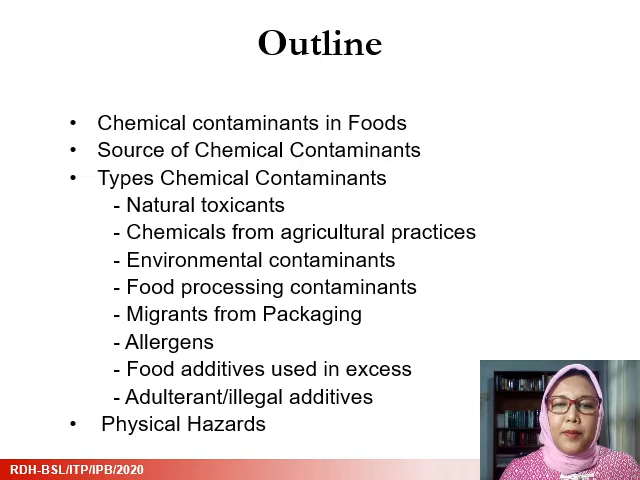 Outline
• Chemical contaminants in Foods
• Source of Chemical Contaminants
• Types Chemical Contaminants
- Natural toxicants
- Chemicals from agricultural practices
- Environmental contaminants
- Food processing contaminants
- Migrants from Packaging
- Allergens
- Food additives used in excess
- Adulterant/illegal additives
• Physical Hazards
RDH-BSL/ITP/IPB/2020